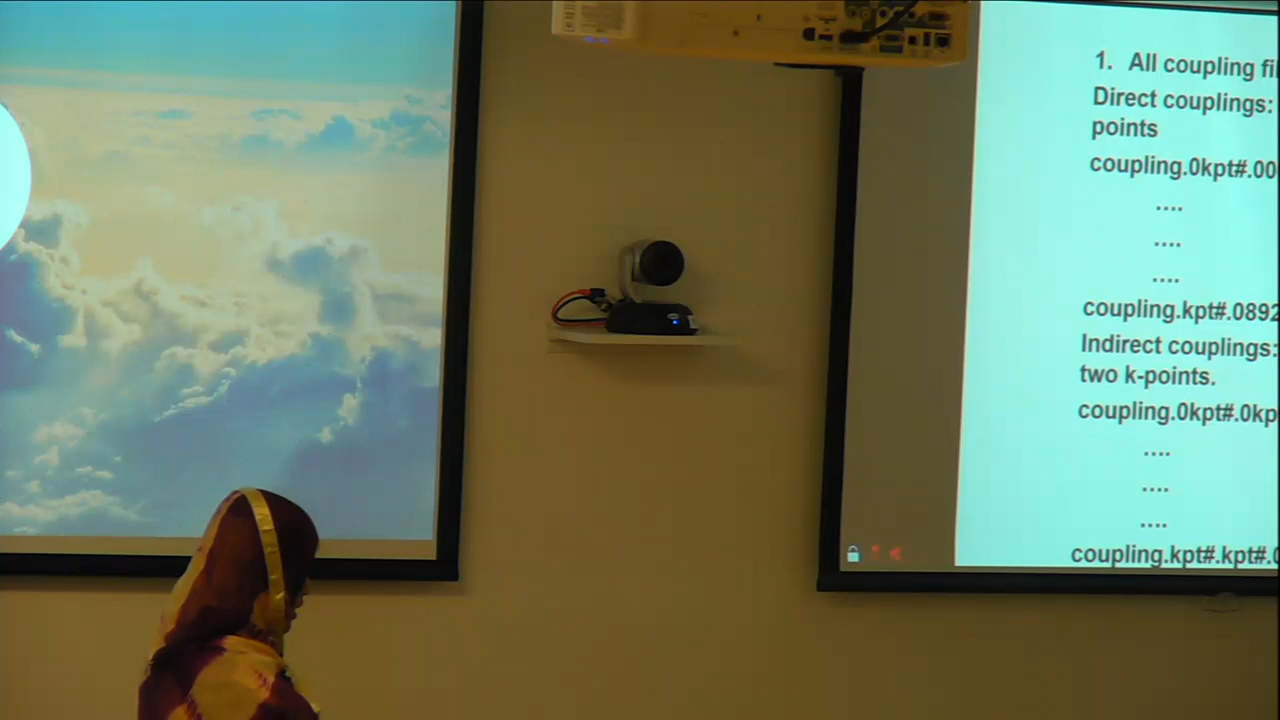 1. All coupling
Direct couplings:
points
coupling.0kpt#.00
....
....
....
coupling.kpt#.0892
Indirect couplings:
two k-points.
coupling.0kpt#.0kp
....
....
....
coupling.kpt#.kpt#.